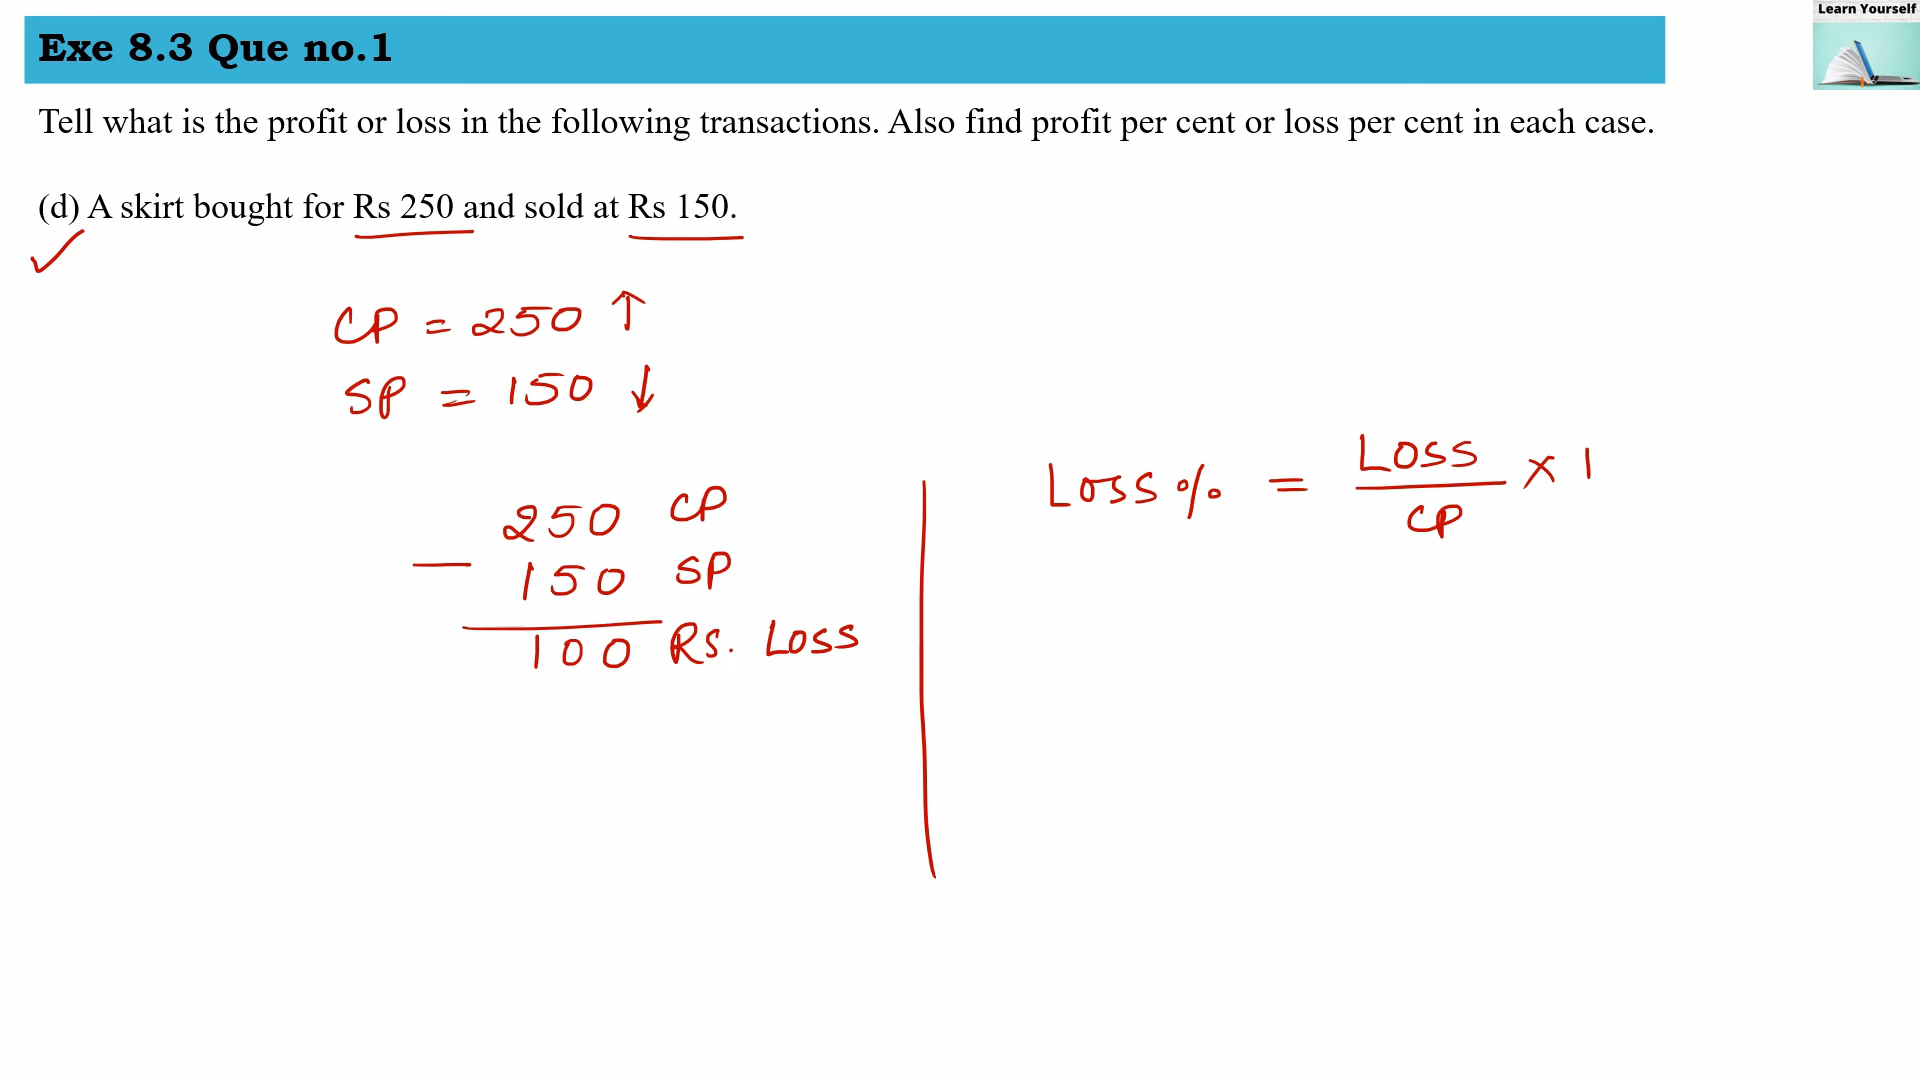 Learn Yourself
Exe 8.3 Que no.1
Tell what is the profit or loss in the following transactions. Also find profit per cent or loss per cent in each case.
(d) A skirt bought for Rs 250 and sold at Rs 150.
CP = 250 ↑
SP = 150 ↓
250 CP
— 150 SP
100 Rs. Loss
Loss % = Loss / CP × 1